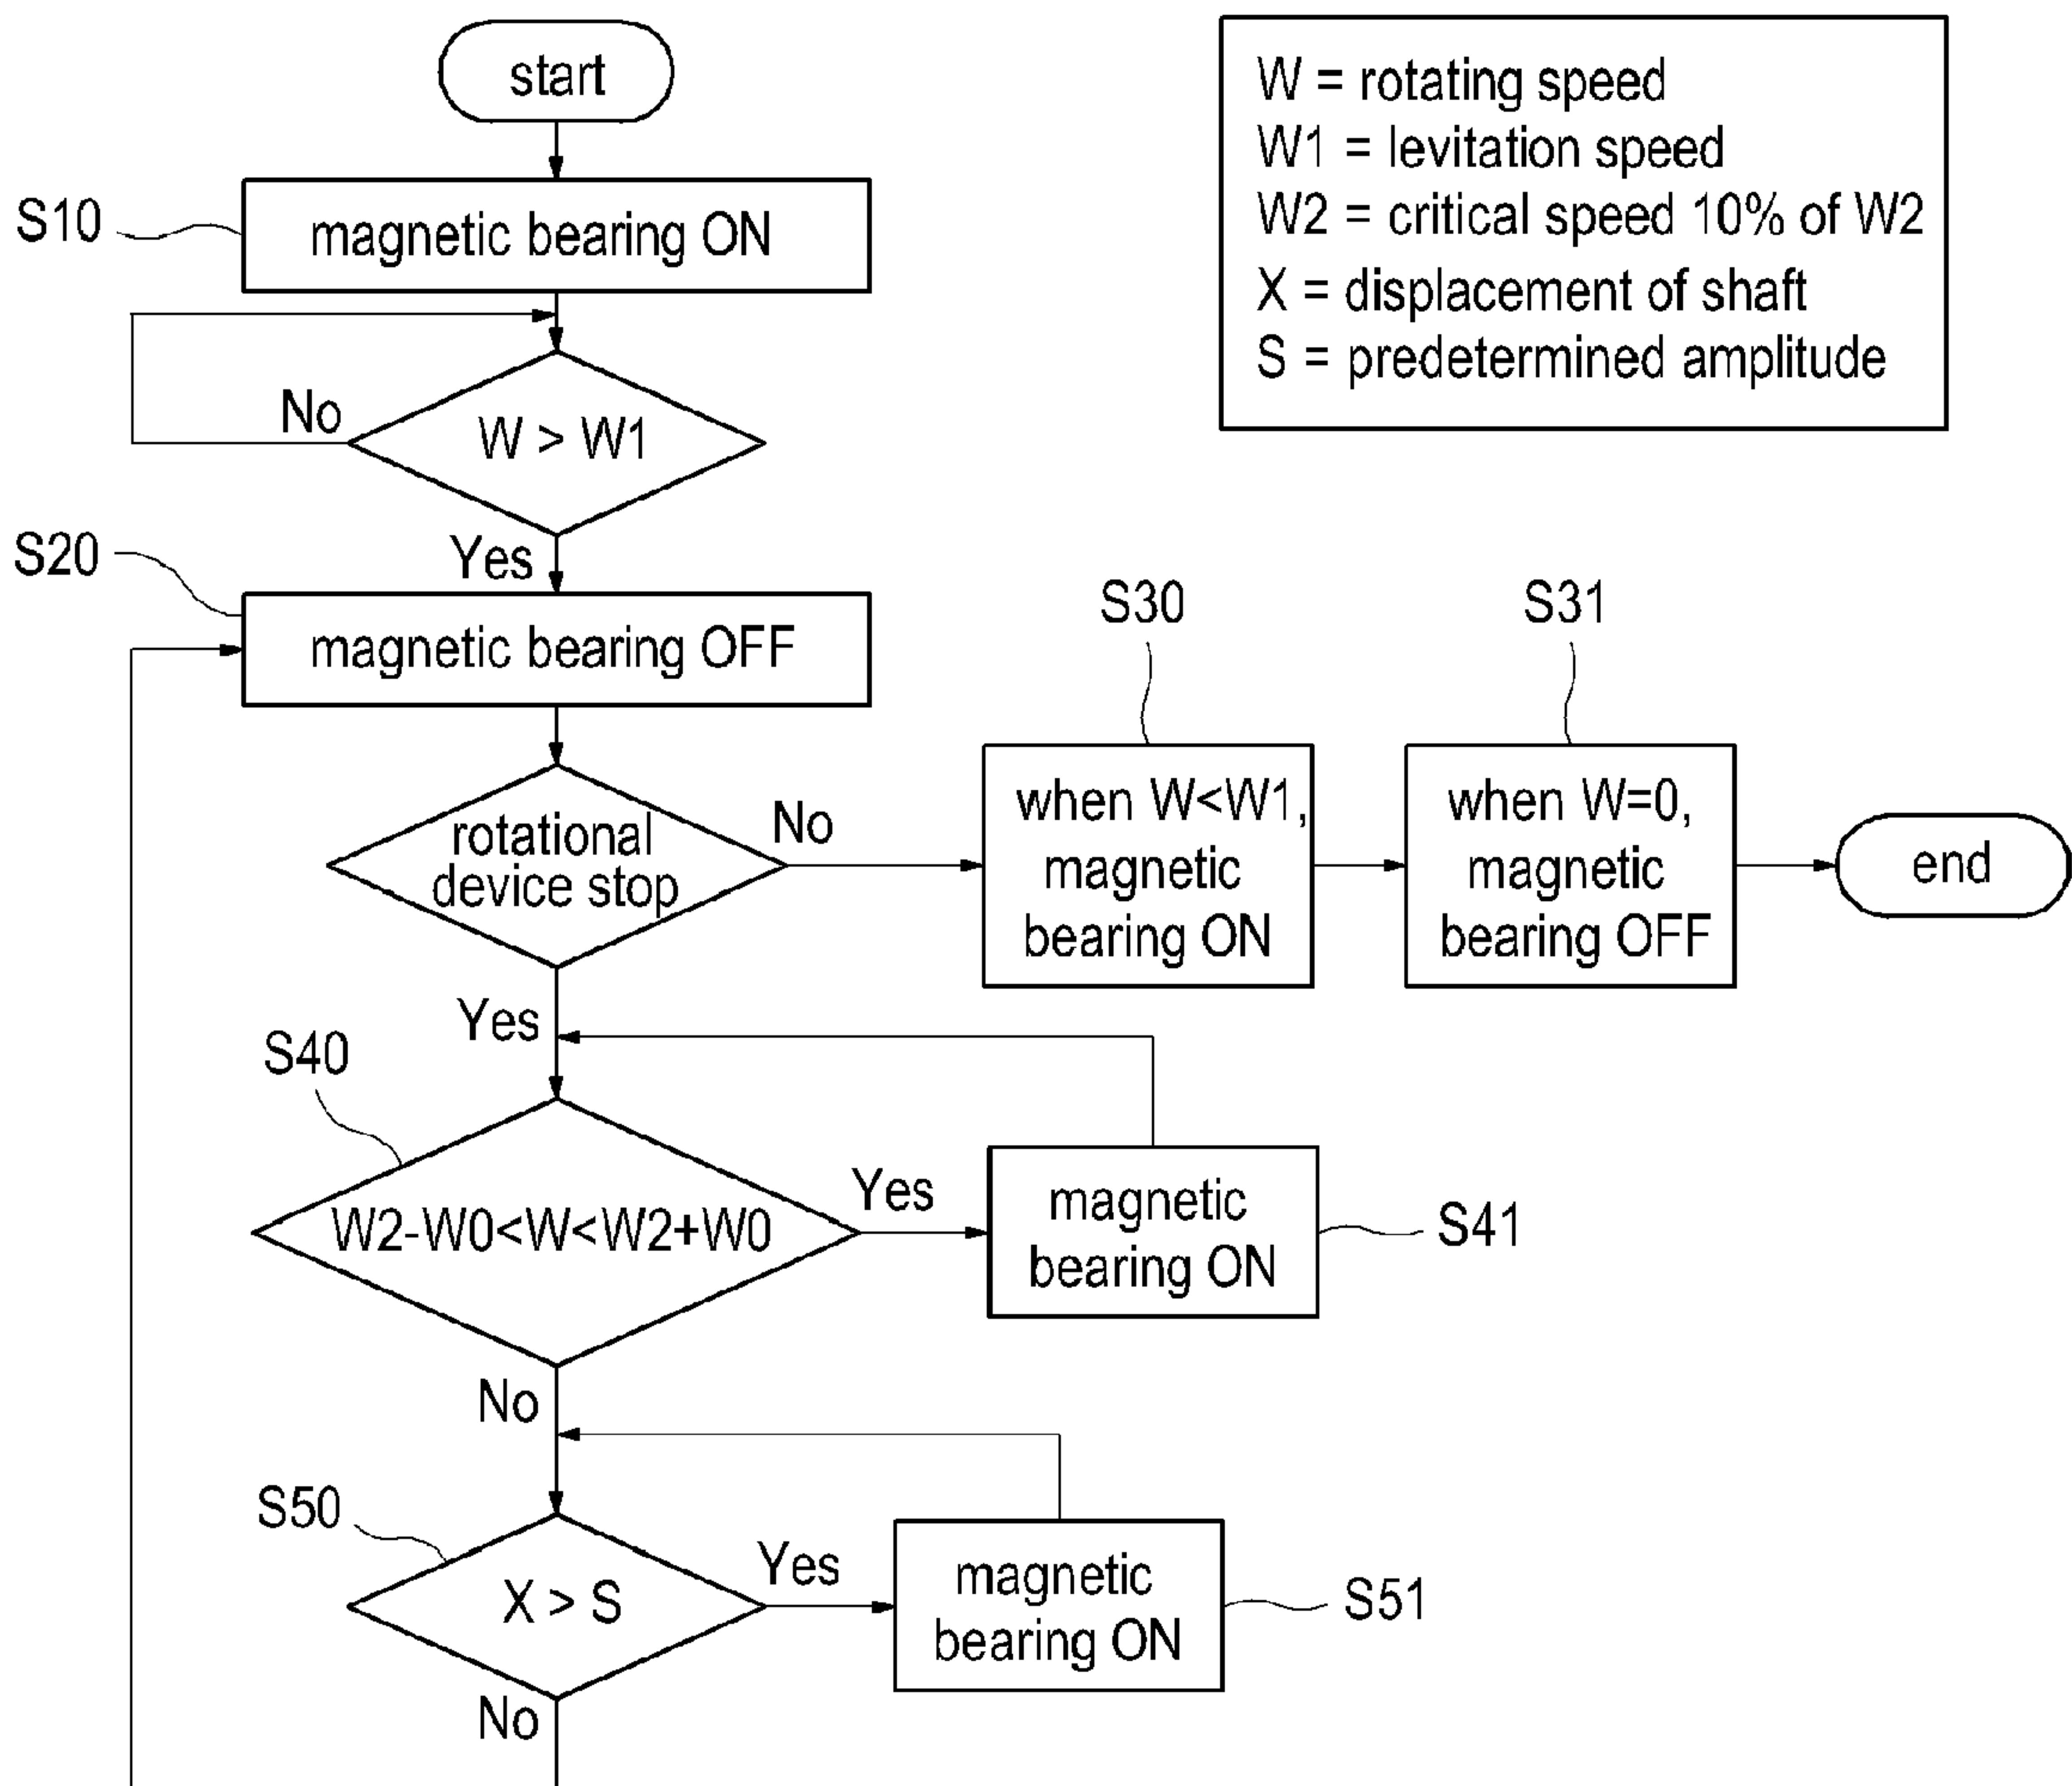 start
W = rotating speed
W1 = levitation speed
W2 = critical speed 10% of W2
X = displacement of shaft
S = predetermined amplitude
S10
magnetic bearing ON
No
W > W1
Yes
S20
magnetic bearing OFF
S30
S31
rotational
device stop
No
when W<W1,
magnetic
bearing ON
when W=0,
magnetic
bearing OFF
end
Yes
S40
W2-W0<W<W2+W0
Yes
magnetic
bearing ON
S41
No
S50
X > S
Yes
magnetic
bearing ON
S51
No